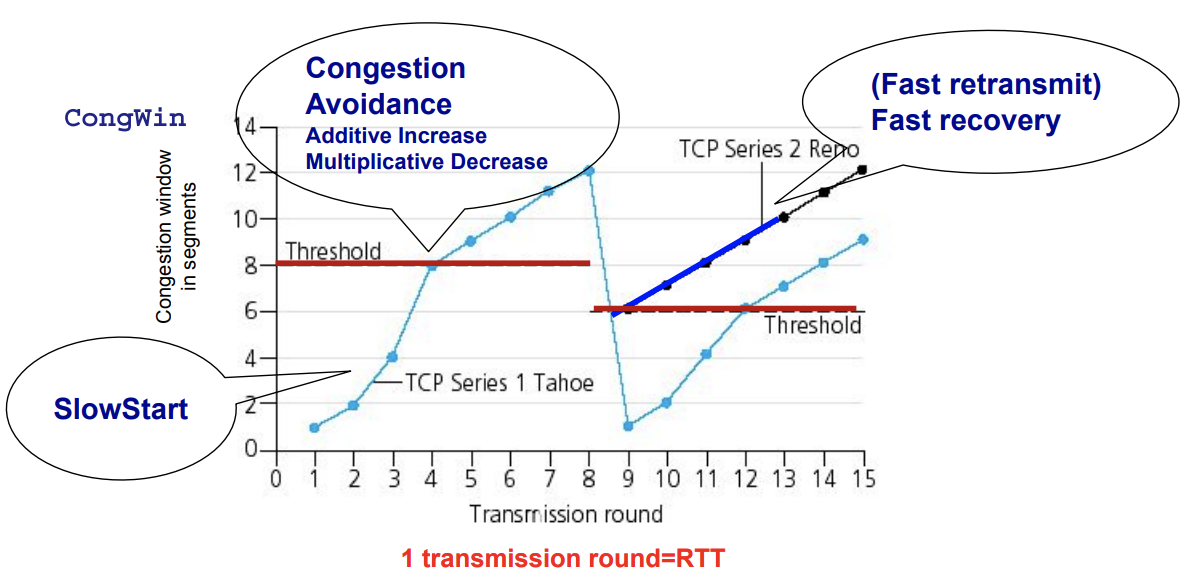 Congestion
Avoidance
Additive Increase
Multiplicative Decrease
(Fast retransmit)
Fast recovery
CongWin
TCP Series 2 Reno
Congestion window
in segments
14
12
10
8
6
4
2
0
Threshold
Threshold
TCP Series 1 Tahoe
SlowStart
0 1 2 3 4 5 6 7 8 9 10 11 12 13 14 15
Transmission round
1 transmission round=RTT